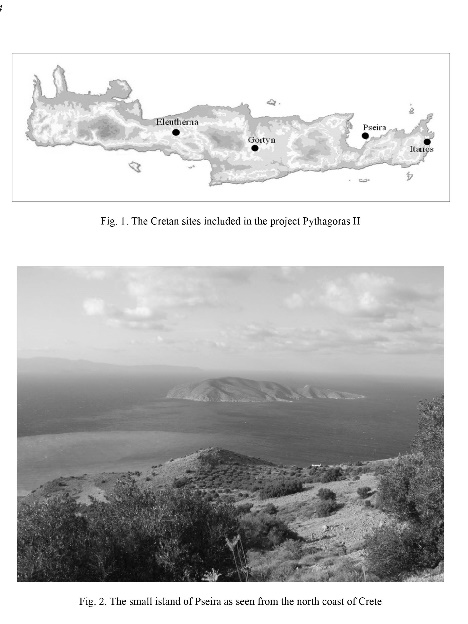 Eleutherna
Pseira
Gortyn
Itanos
Fig. 1. The Cretan sites included in the project Pythagoras II
Fig. 2. The small island of Pseira as seen from the north coast of Crete